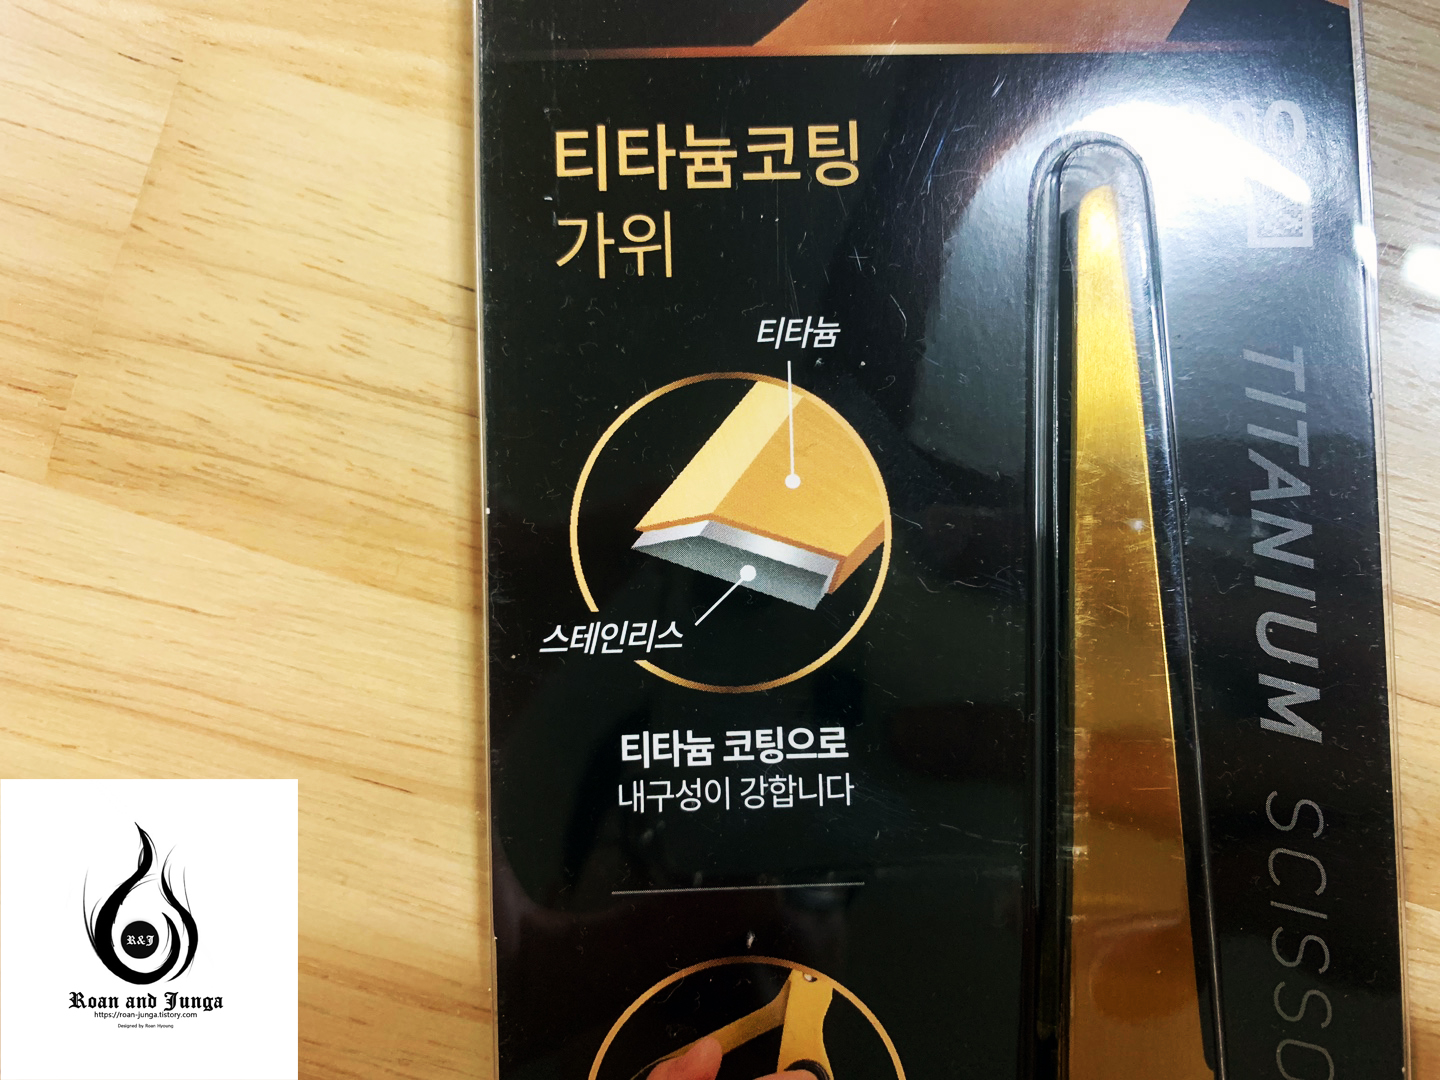 티타늄코팅
가위
티타늄
스테인리스
티타늄 코팅으로
내구성이 강합니다
TITANIUM SCISSO
R&J
Roan and Junga
https://roan-junga.tistory.com
Designed by Roan Hyoung